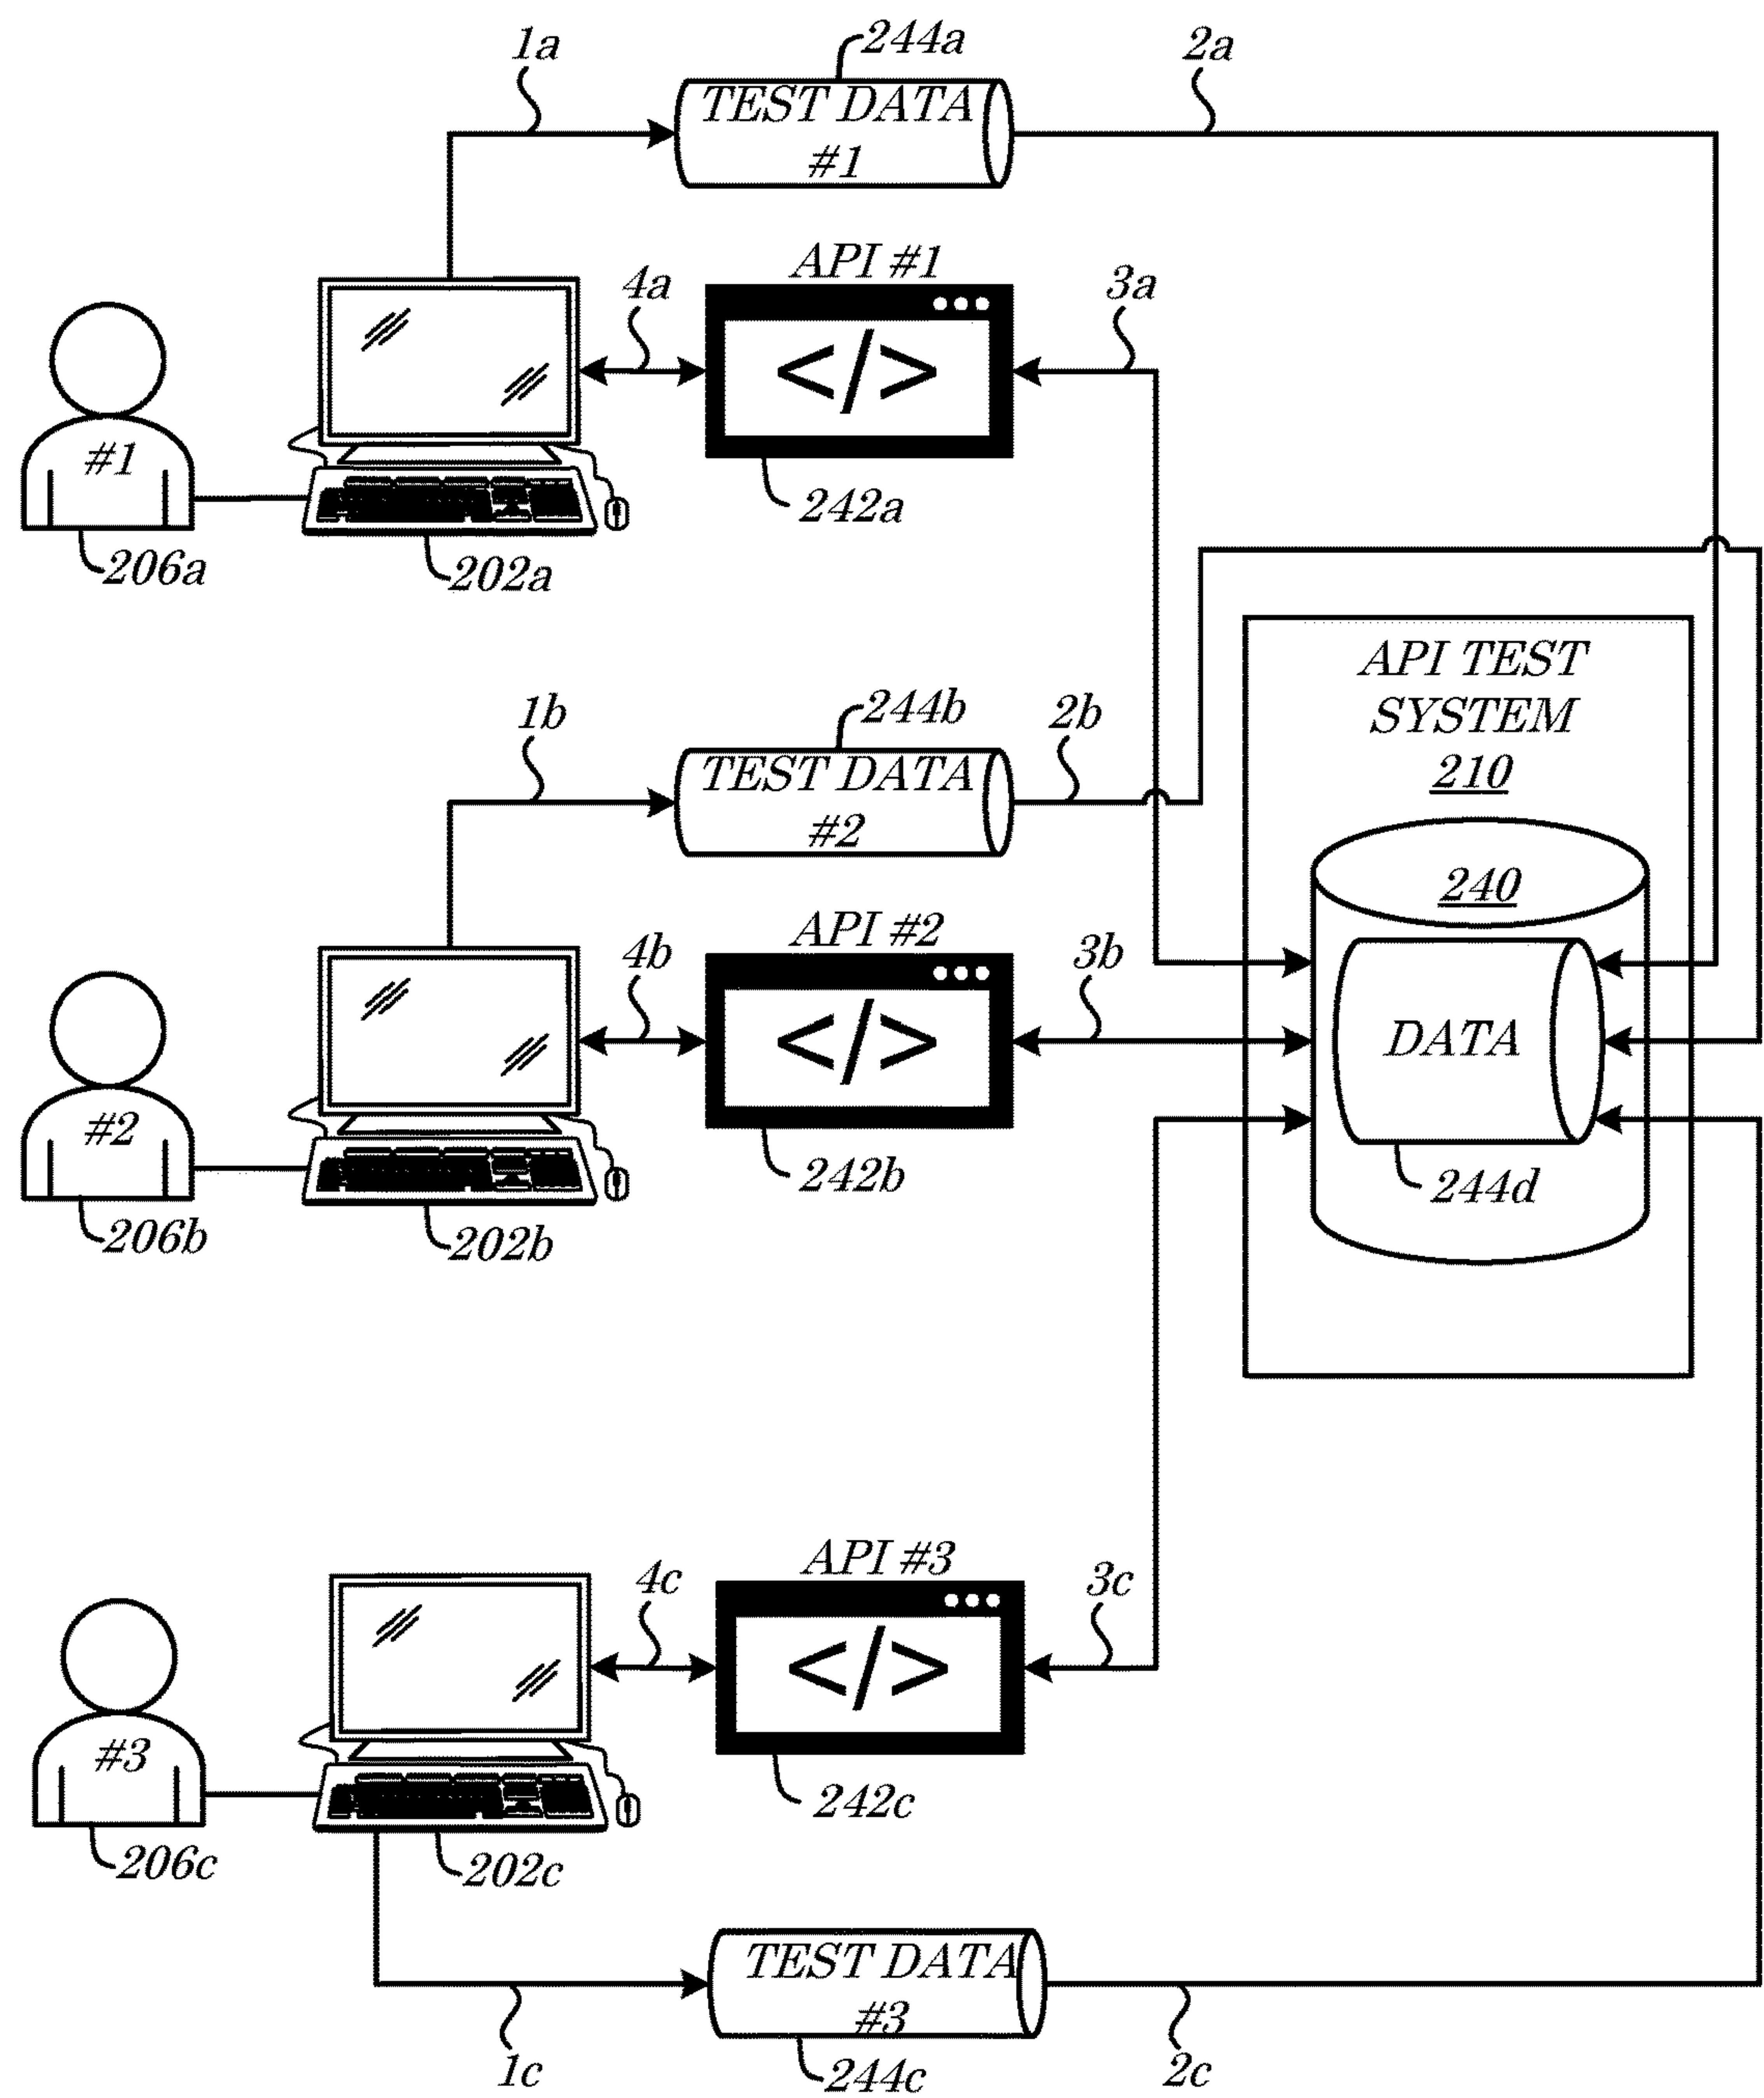 1a
244a
2a
TEST DATA
#1
API #1
4a
3a
</>
#1
242a
206a
202a
API TEST
SYSTEM
210
1b
244b
2b
TEST DATA
#2
240
API #2
4b
3b
</>
DATA
#2
242b
244d
206b
202b
API #3
4c
3c
</>
#3
242c
206c
202c
TEST DATA
#3
1c
244c
2c